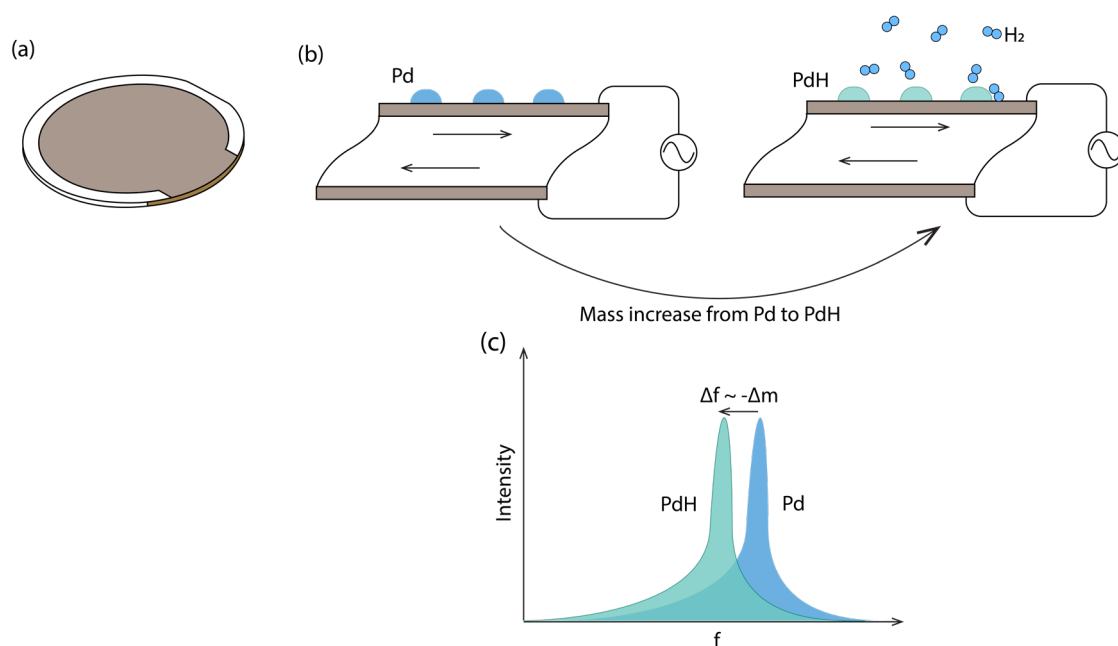 (a)
(b)
Pd
PdH
H₂
Mass increase from Pd to PdH
(c)
Δf ~ -Δm
Intensity
PdH
Pd
f